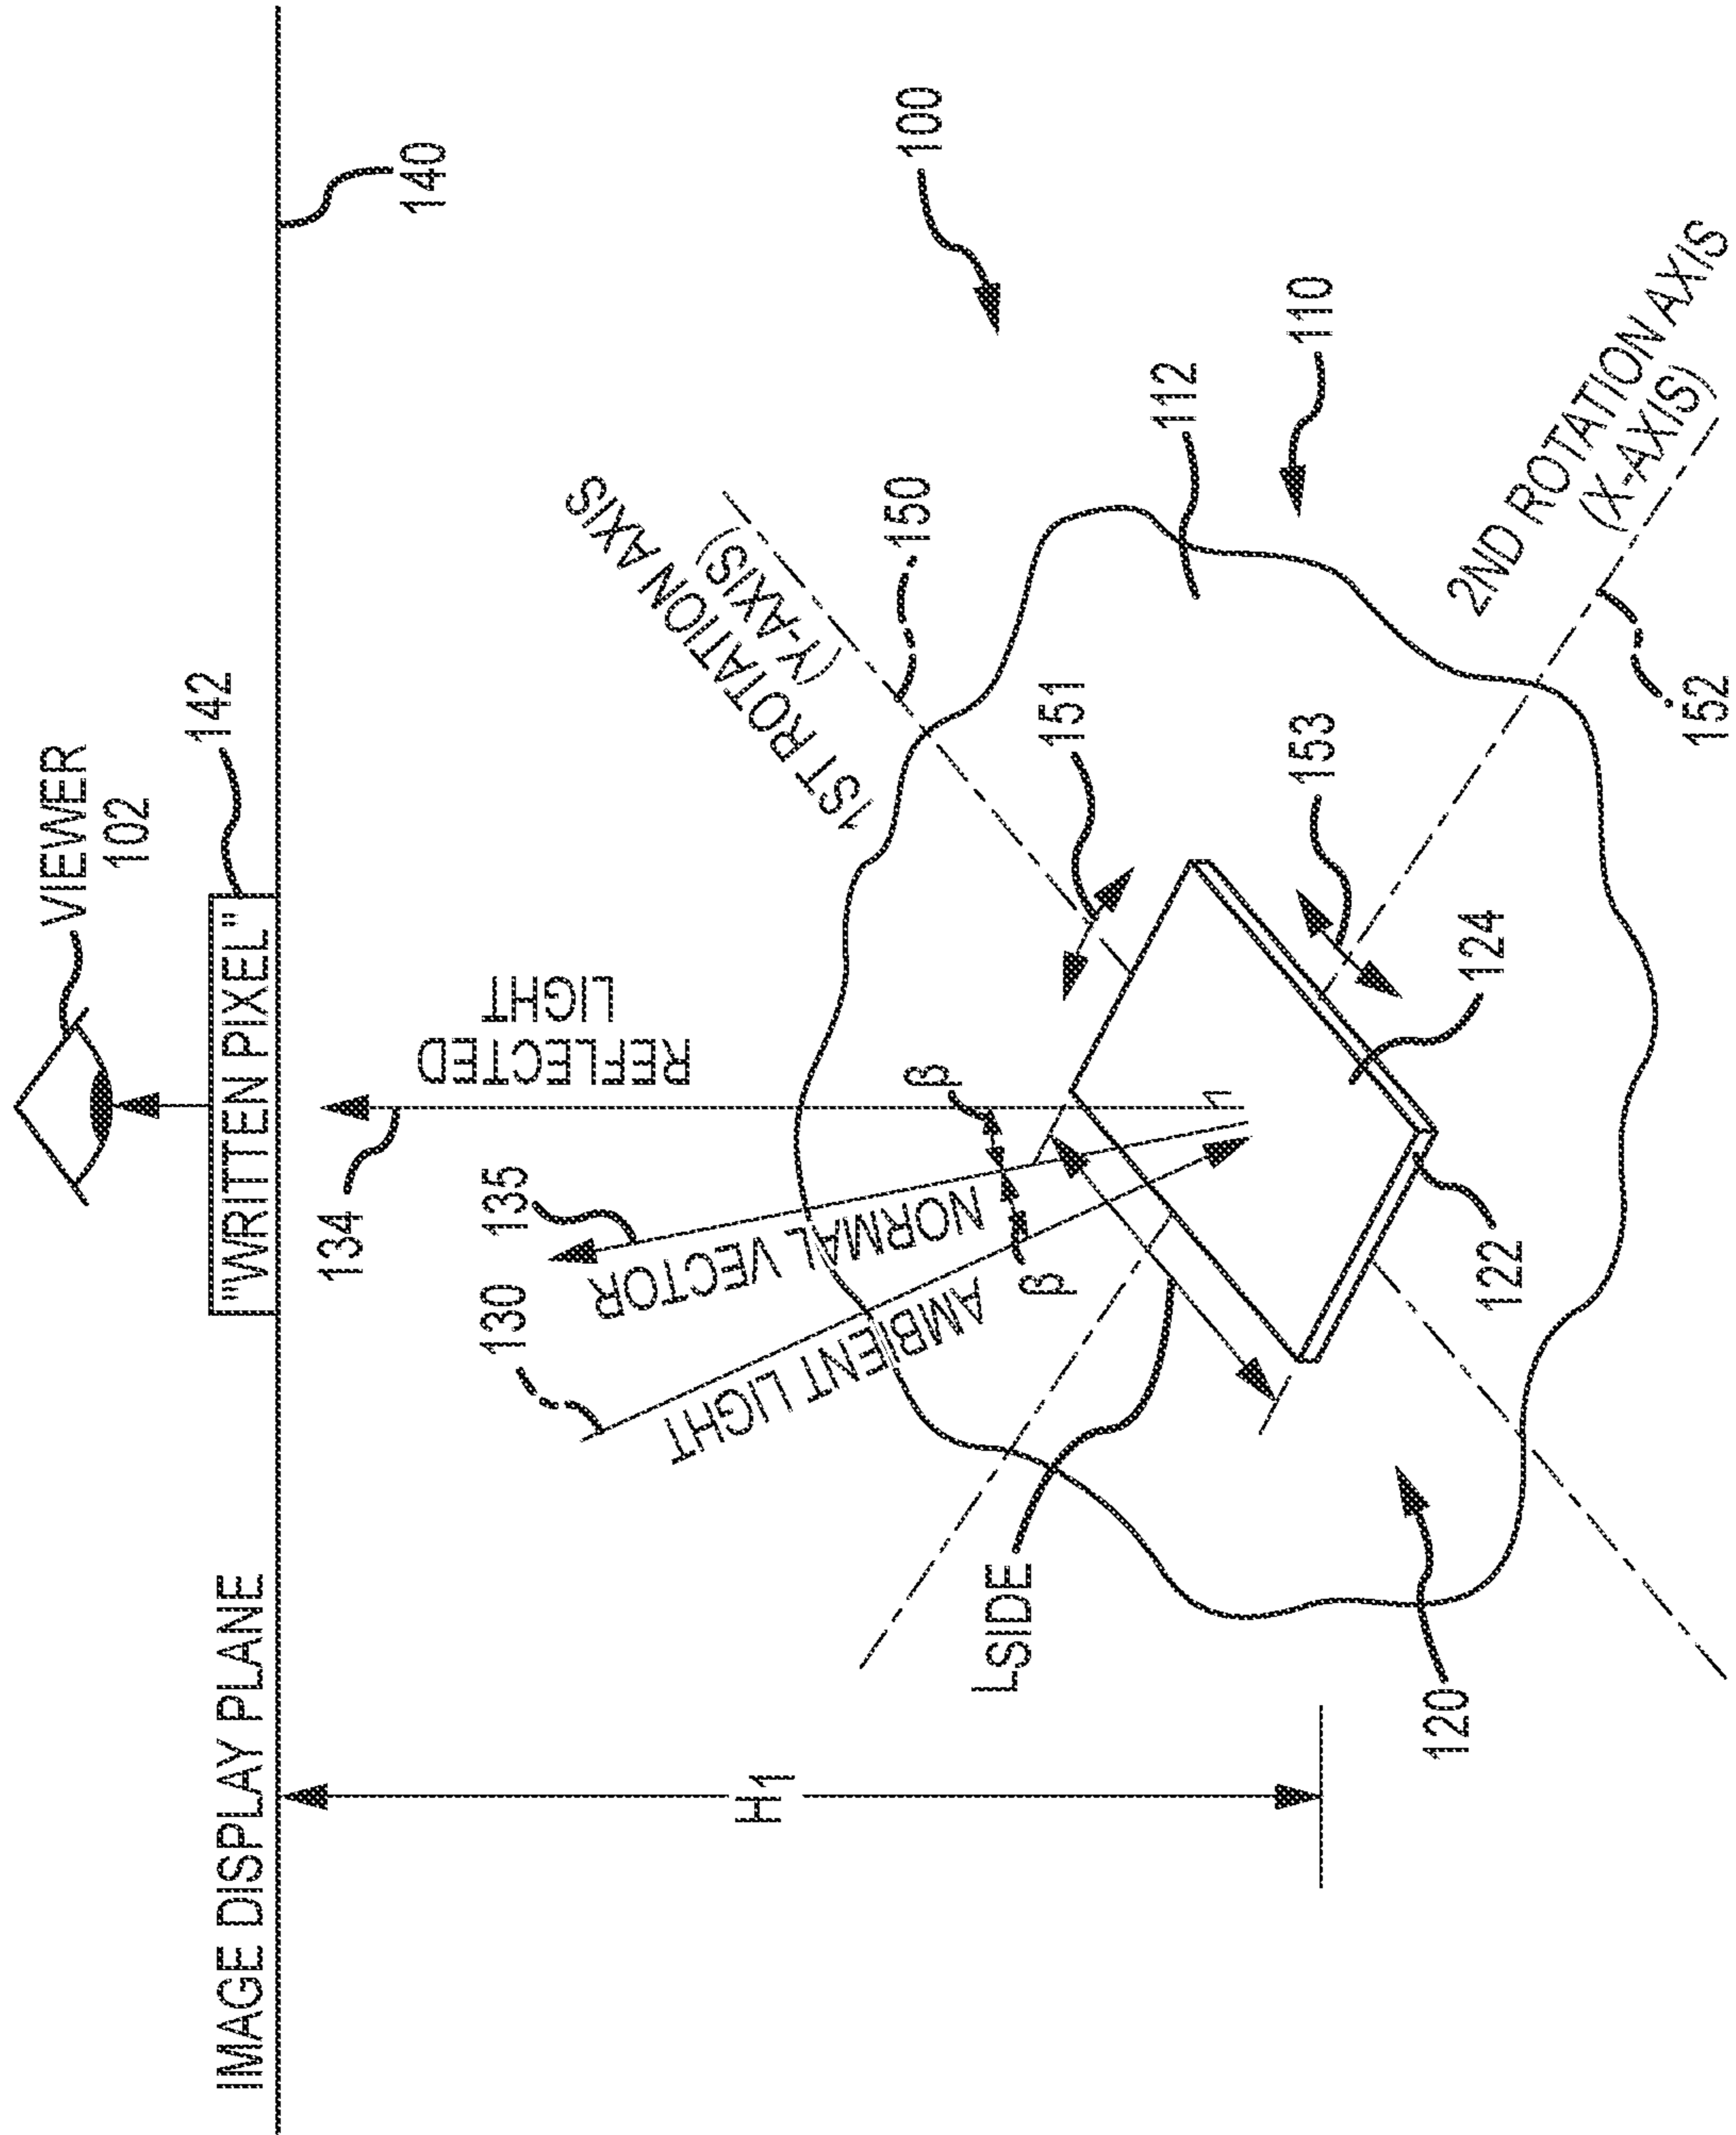 VIEWER
102
"WRITTEN PIXEL"
142
IMAGE DISPLAY PLANE
140
134
REFLECTED
LIGHT
130
135
NORMAL VECTOR
AMBIENT LIGHT
β
β
1ST ROTATION AXIS
(Y-AXIS)
150
100
151
112
110
H1
LSIDE
153
124
122
120
2ND ROTATION AXIS
(X-AXIS)
152